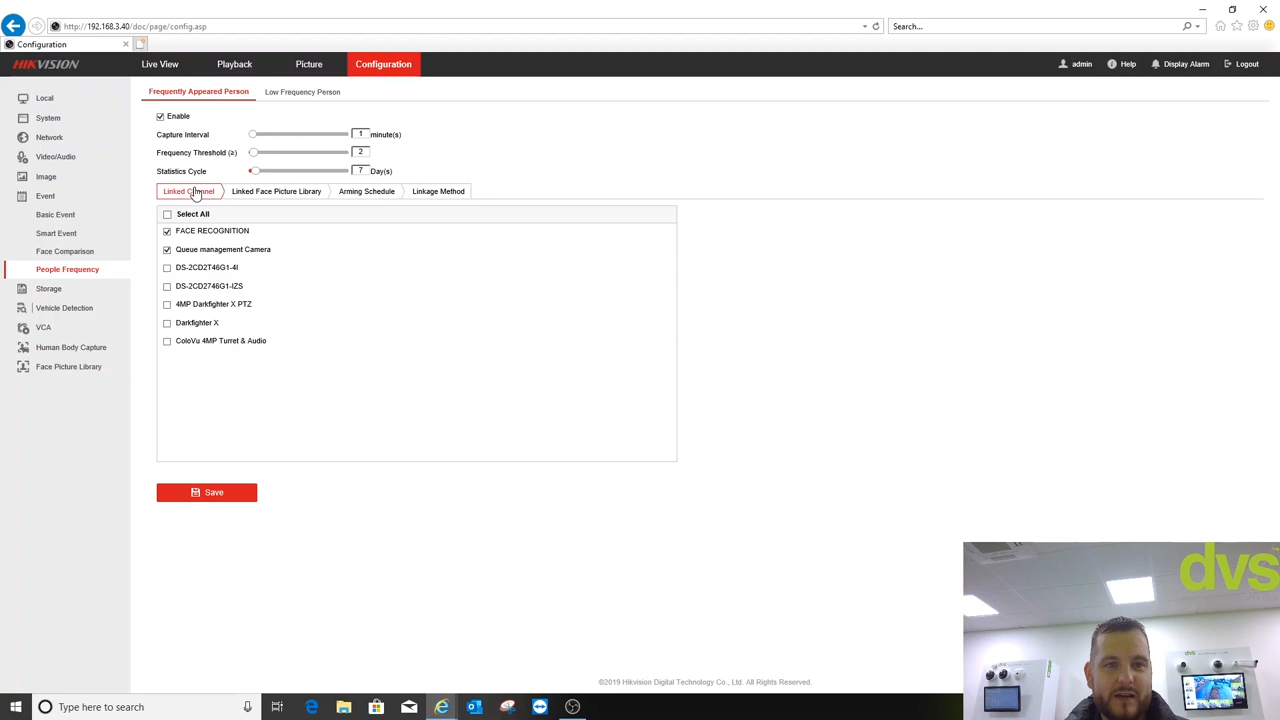 http://192.168.3.40/doc/page/config.asp
Search...
Configuration
HIKVISION
Live View
Playback
Picture
Configuration
admin
Help
Display Alarm
Logout
Local
System
Network
Video/Audio
Image
Event
Basic Event
Smart Event
Face Comparison
People Frequency
Storage
Vehicle Detection
VCA
Human Body Capture
Face Picture Library
Frequently Appeared Person
Low Frequency Person
Enable
Capture Interval 1 minute(s)
Frequency Threshold (≥) 2
Statistics Cycle 7 Day(s)
Linked Channel
Linked Face Picture Library
Arming Schedule
Linkage Method
Select All
FACE RECOGNITION
Queue management Camera
DS-2CD2T46G1-4I
DS-2CD2746G1-IZS
4MP Darkfighter X PTZ
Darkfighter X
ColoVu 4MP Turret & Audio
Save
©2019 Hikvision Digital Technology Co., Ltd. All Rights Reserved.
dvs
dvs
Type here to search